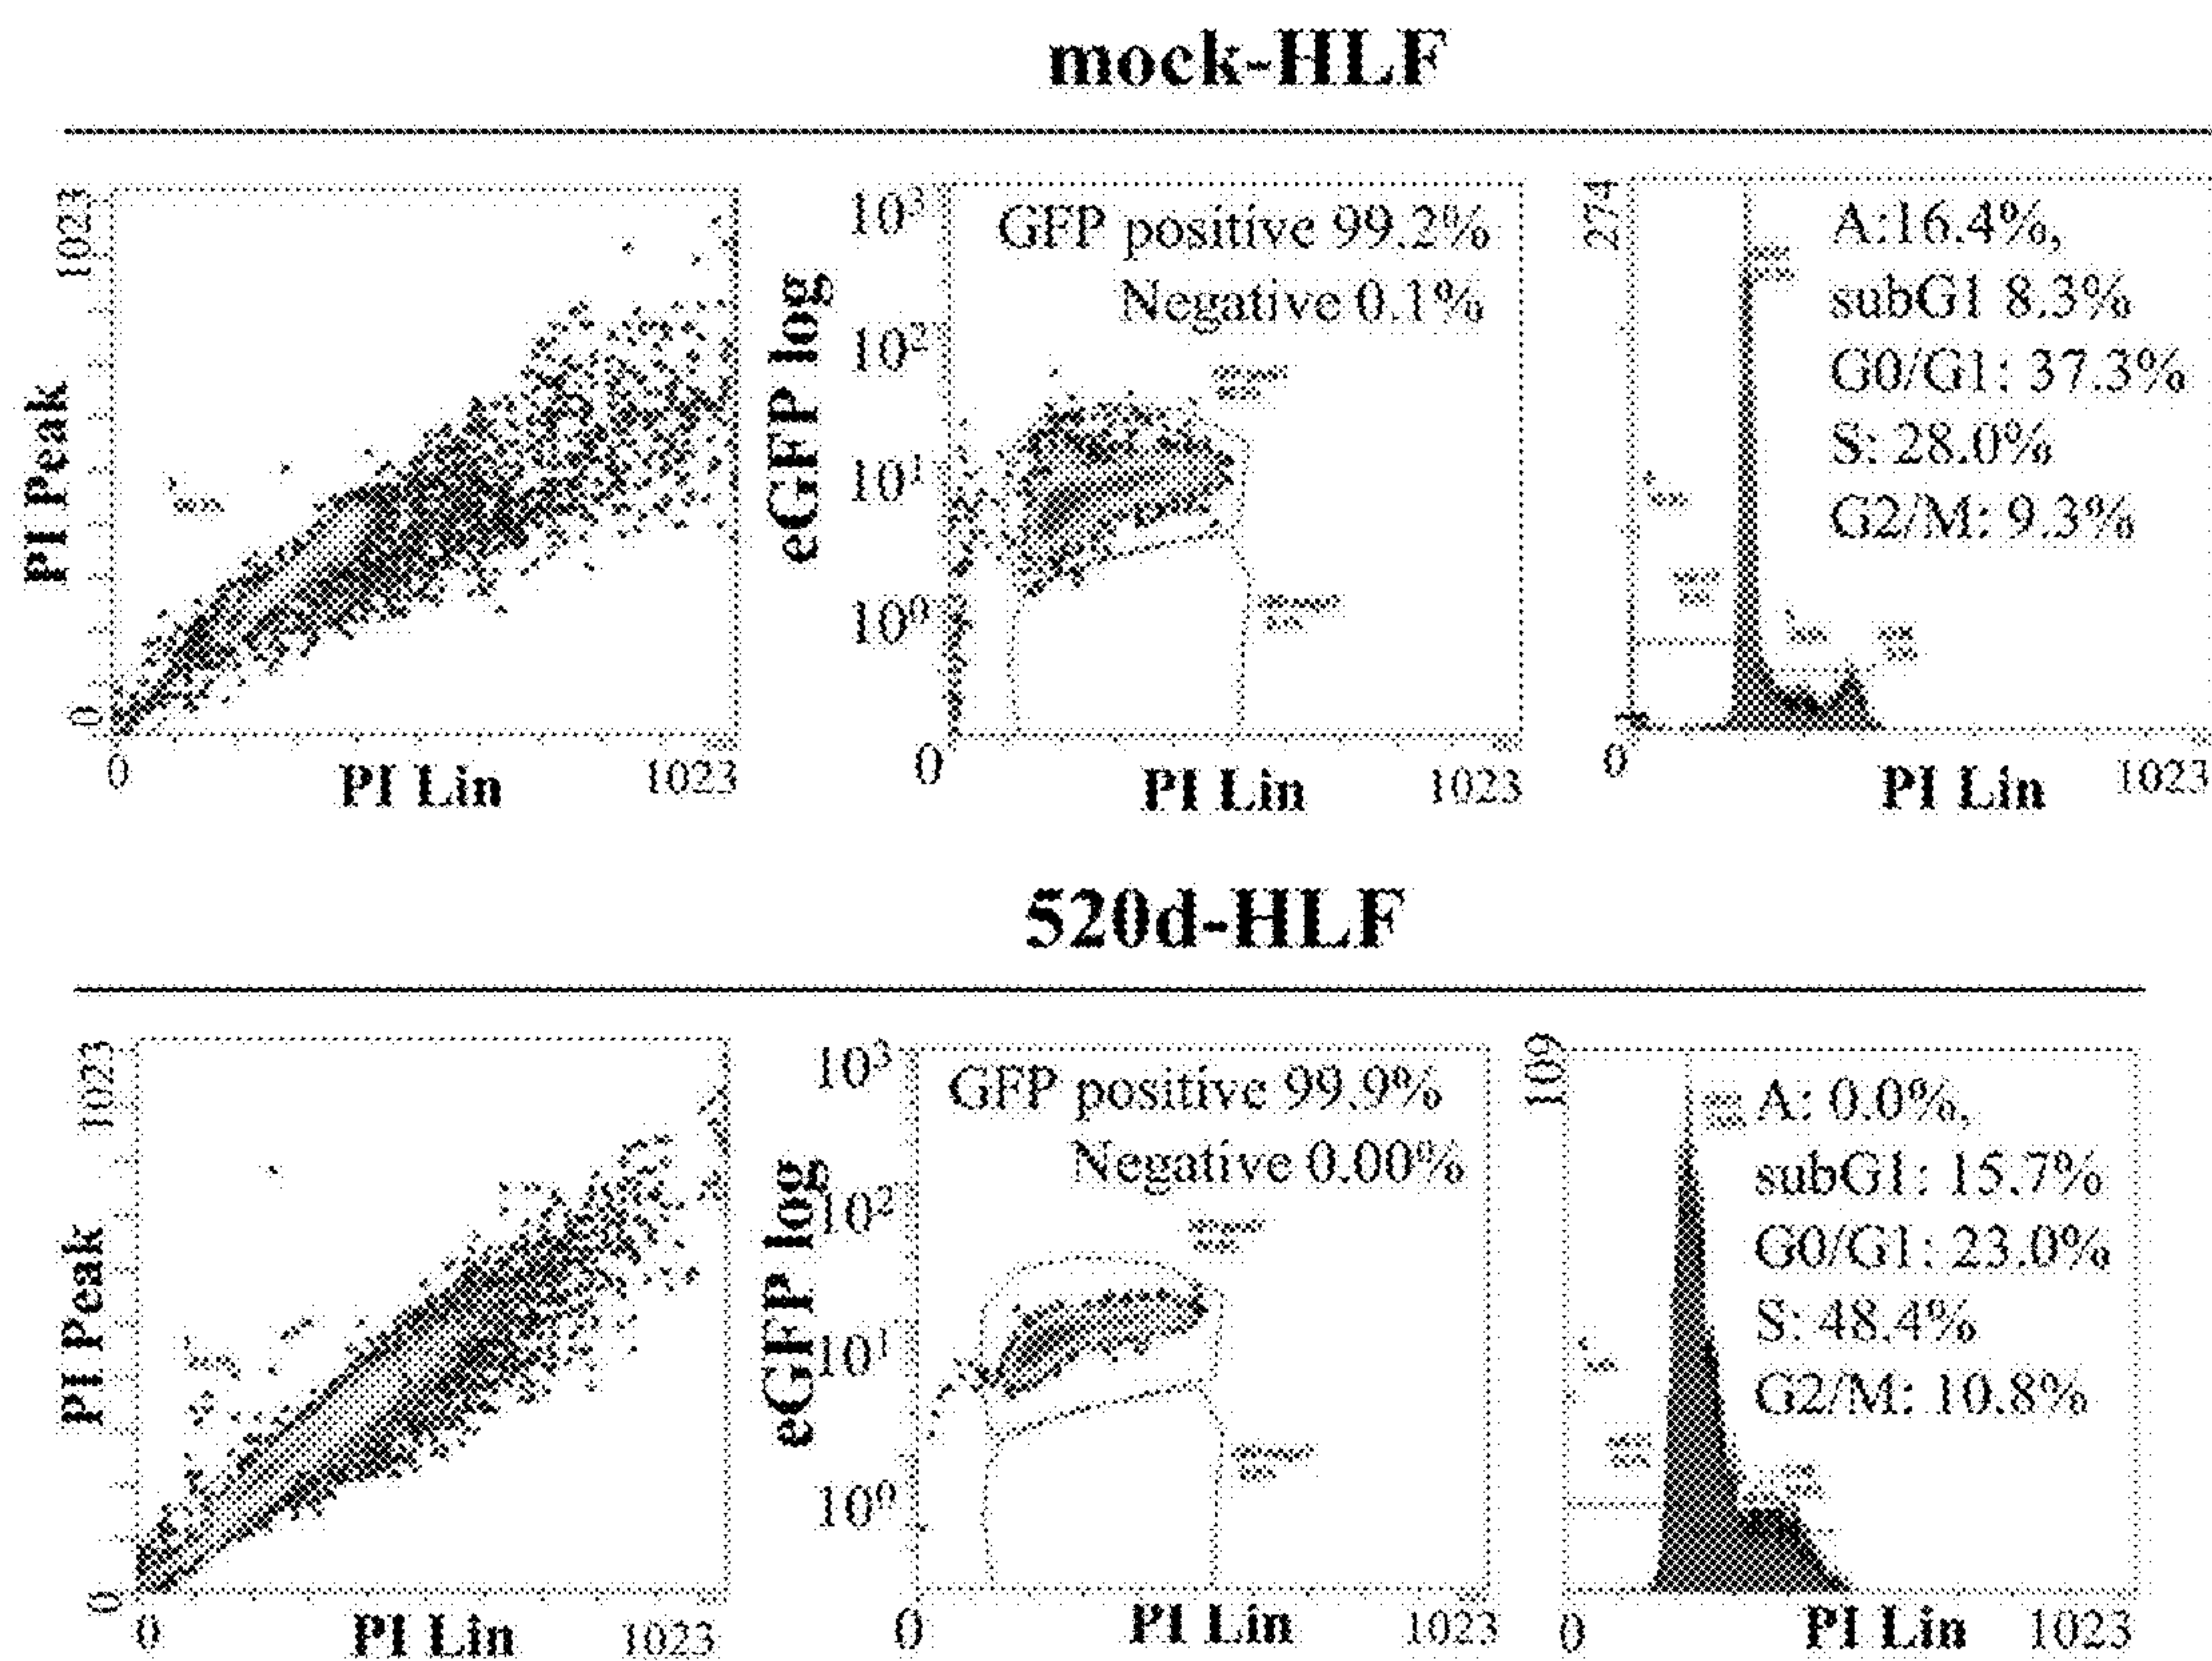 mock-HLF
1023
PI Peak
0
0
PI Lin
1023
10³
10²
10¹
10⁰
eGFP log
GFP positive 99.2%
Negative 0.1%
0
PI Lin
1023
274
A:16.4%,
subG1 8.3%
G0/G1: 37.3%
S: 28.0%
G2/M: 9.3%
0
PI Lin
1023
520d-HLF
1023
PI Peak
0
0
PI Lin
1023
10³
10²
10¹
10⁰
eGFP log
GFP positive 99.9%
Negative 0.00%
0
PI Lin
1023
109
A: 0.0%,
subG1: 15.7%
G0/G1: 23.0%
S: 48.4%
G2/M: 10.8%
0
PI Lin
1023